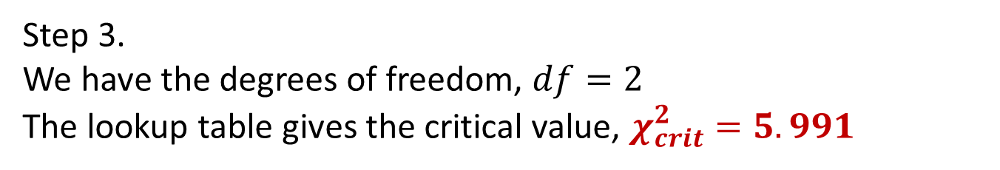 Step 3.
We have the degrees of freedom, df = 2
The lookup table gives the critical value, χ²crit = 5.991